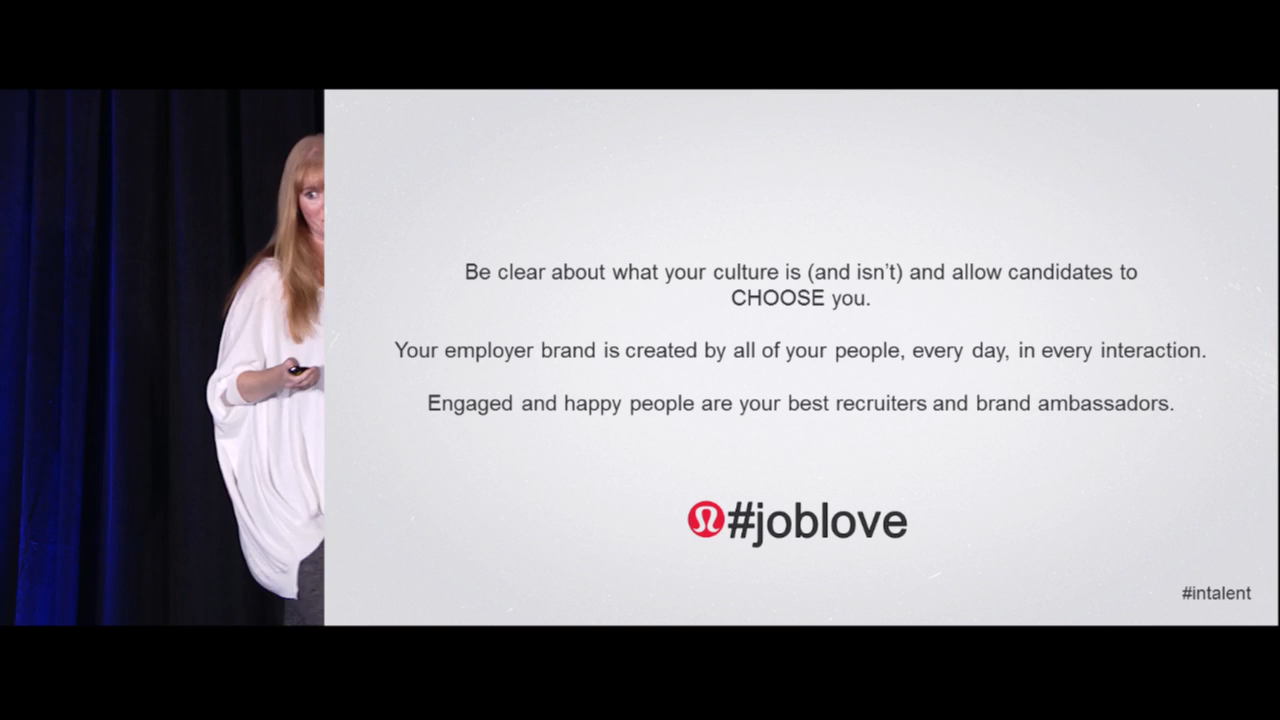 Be clear about what your culture is (and isn’t) and allow candidates to
CHOOSE you.
Your employer brand is created by all of your people, every day, in every interaction.
Engaged and happy people are your best recruiters and brand ambassadors.
#joblove
#intalent